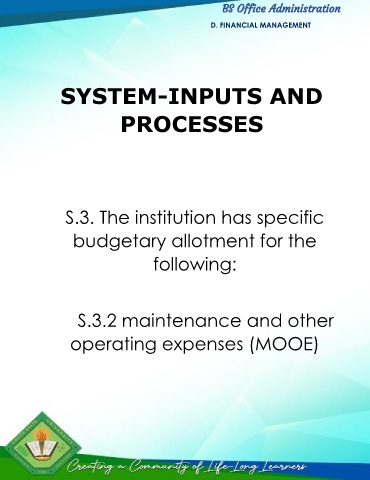 BS Office Administration
D. FINANCIAL MANAGEMENT
SYSTEM-INPUTS AND
PROCESSES
S.3. The institution has specific
budgetary allotment for the
following:
S.3.2 maintenance and other
operating expenses (MOOE)
Creating a Community of Life-Long Learners